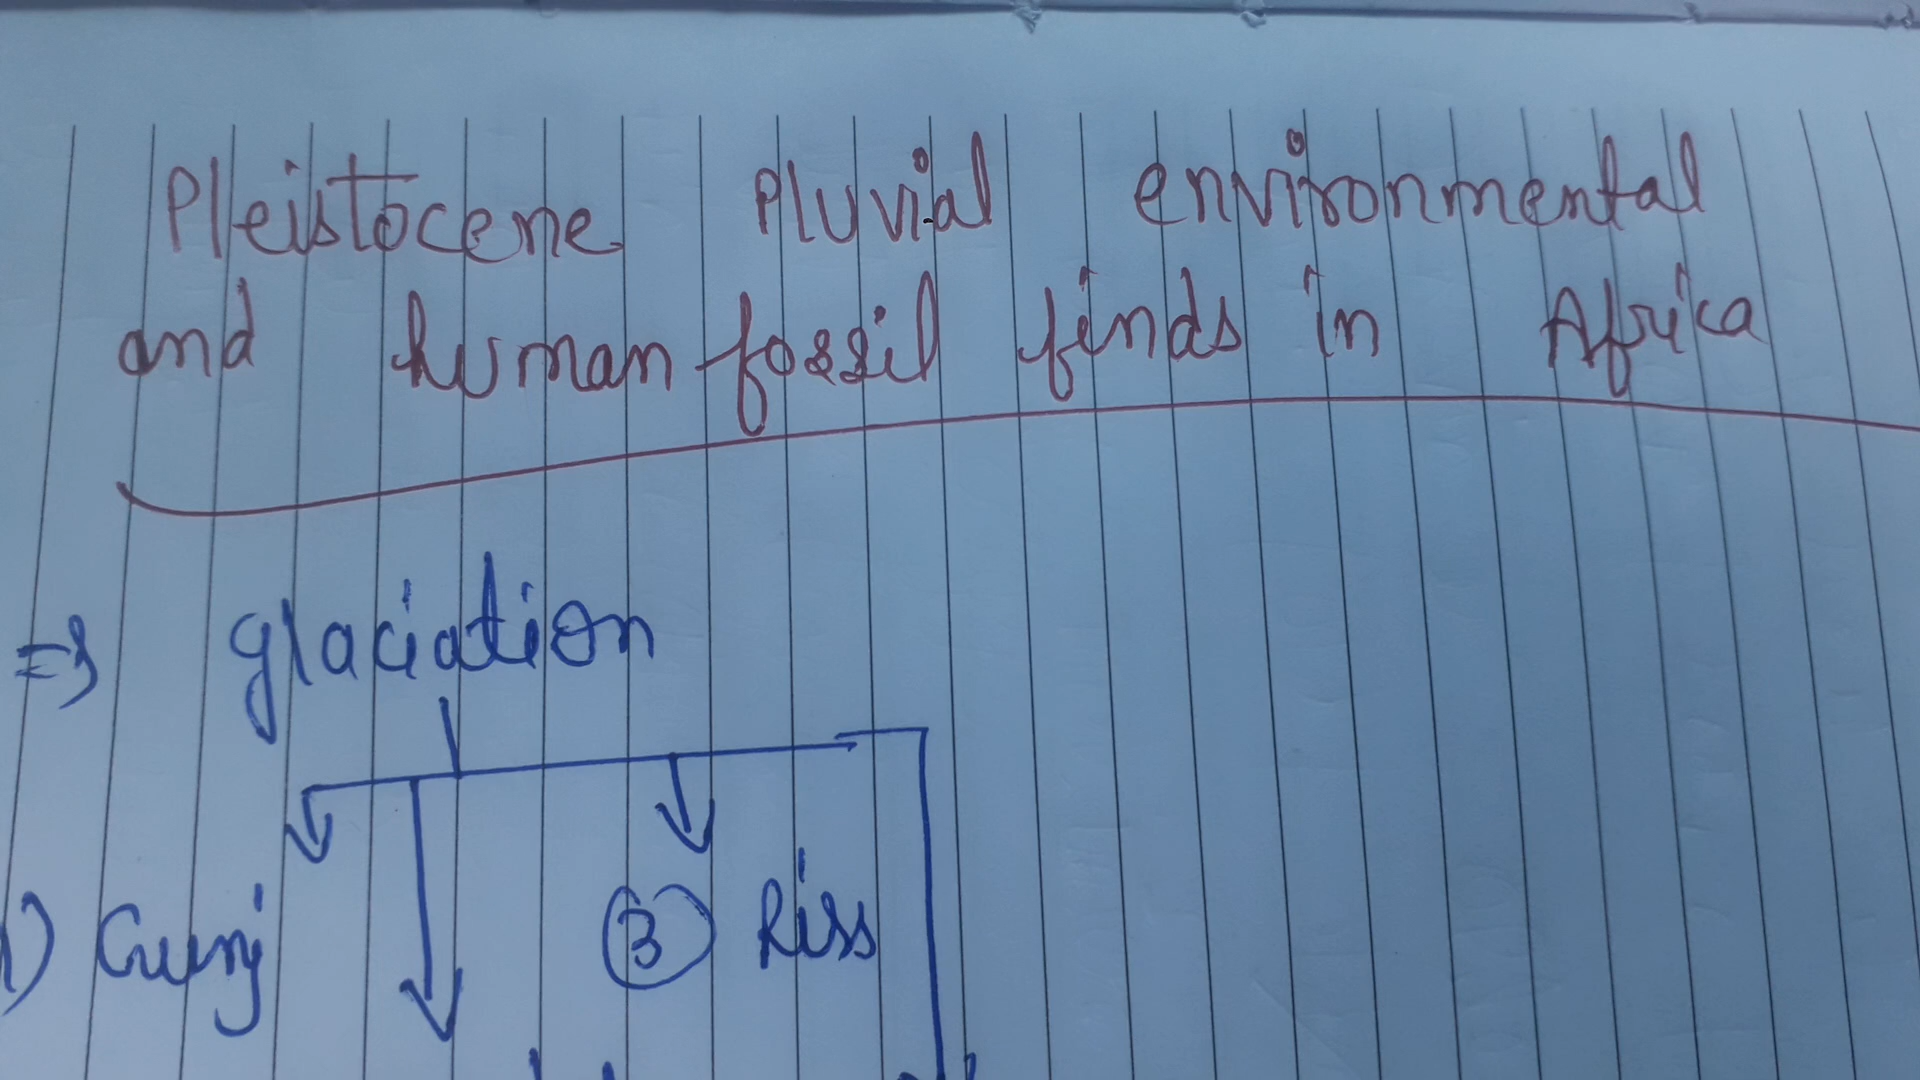 Pleistocene Pluvial environmental
and human fossil finds in Africa
=> glaciation
1) Gunj
③ Riss